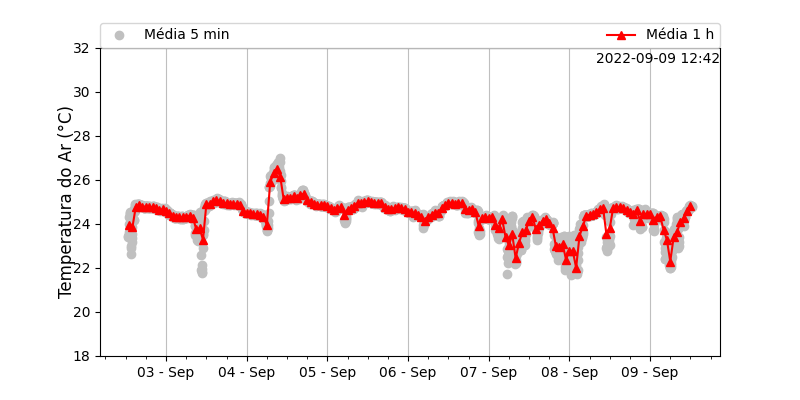 Média 5 min
Média 1 h
2022-09-09 12:42
Temperatura do Ar (°C)
32
30
28
26
24
22
20
18
03 - Sep
04 - Sep
05 - Sep
06 - Sep
07 - Sep
08 - Sep
09 - Sep